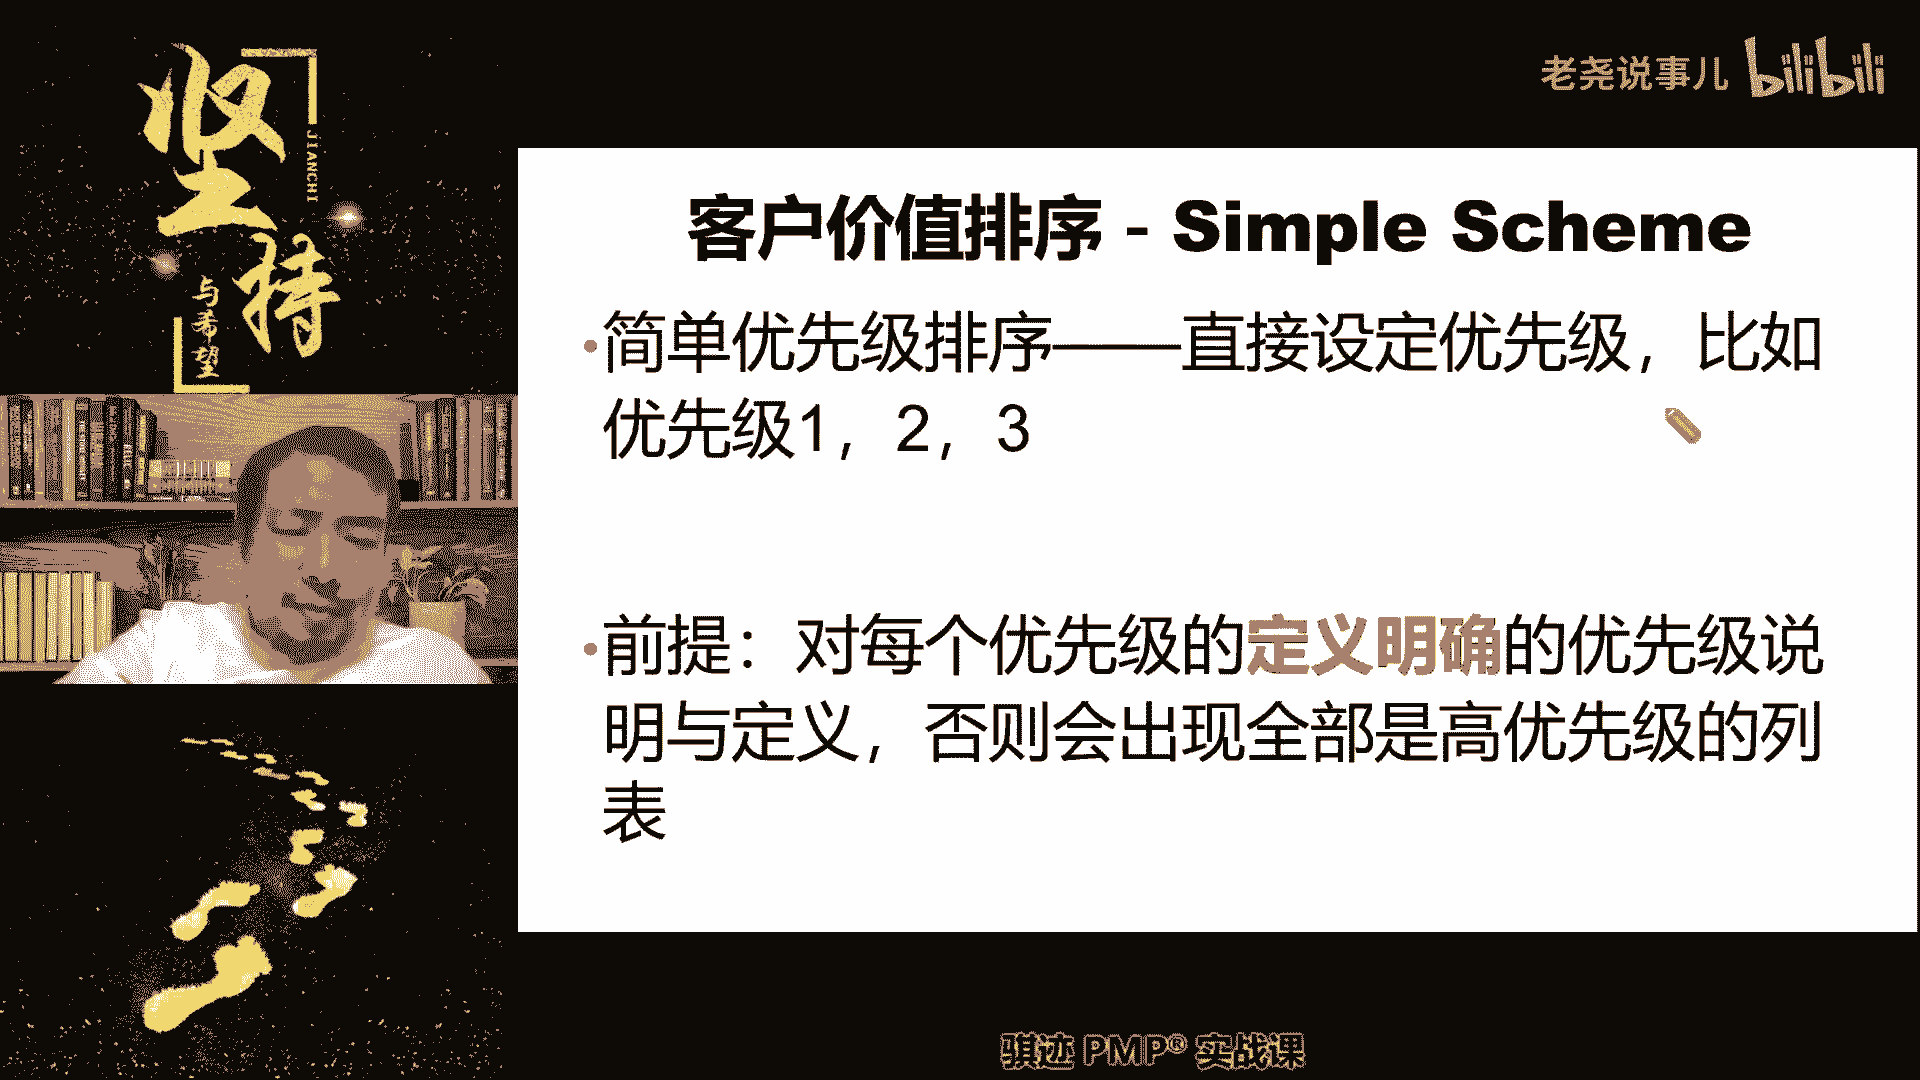 坚持
JIANCHI
与希望
老尧说事儿 bilibili
客户价值排序 - Simple Scheme
•简单优先级排序——直接设定优先级，比如
优先级1，2，3
•前提：对每个优先级的定义明确的优先级说
明与定义，否则会出现全部是高优先级的列
表
骐迹 PMP® 实战课